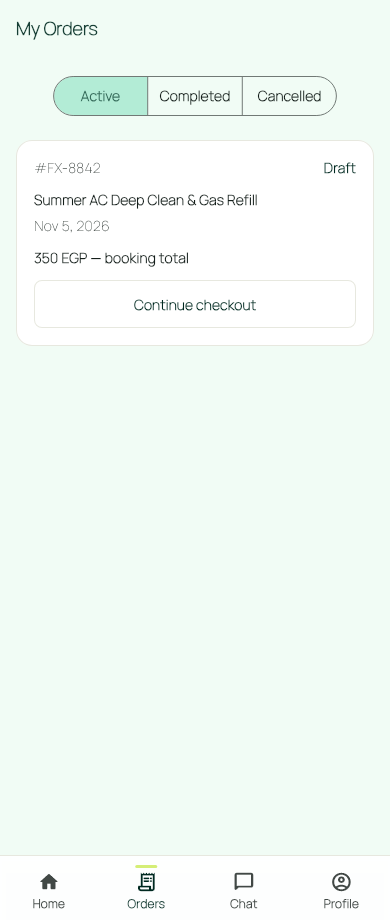 My Orders
Active
Completed
Cancelled
#FX-8842
Draft
Summer AC Deep Clean & Gas Refill
Nov 5, 2026
350 EGP — booking total
Continue checkout
Home
Orders
Chat
Profile